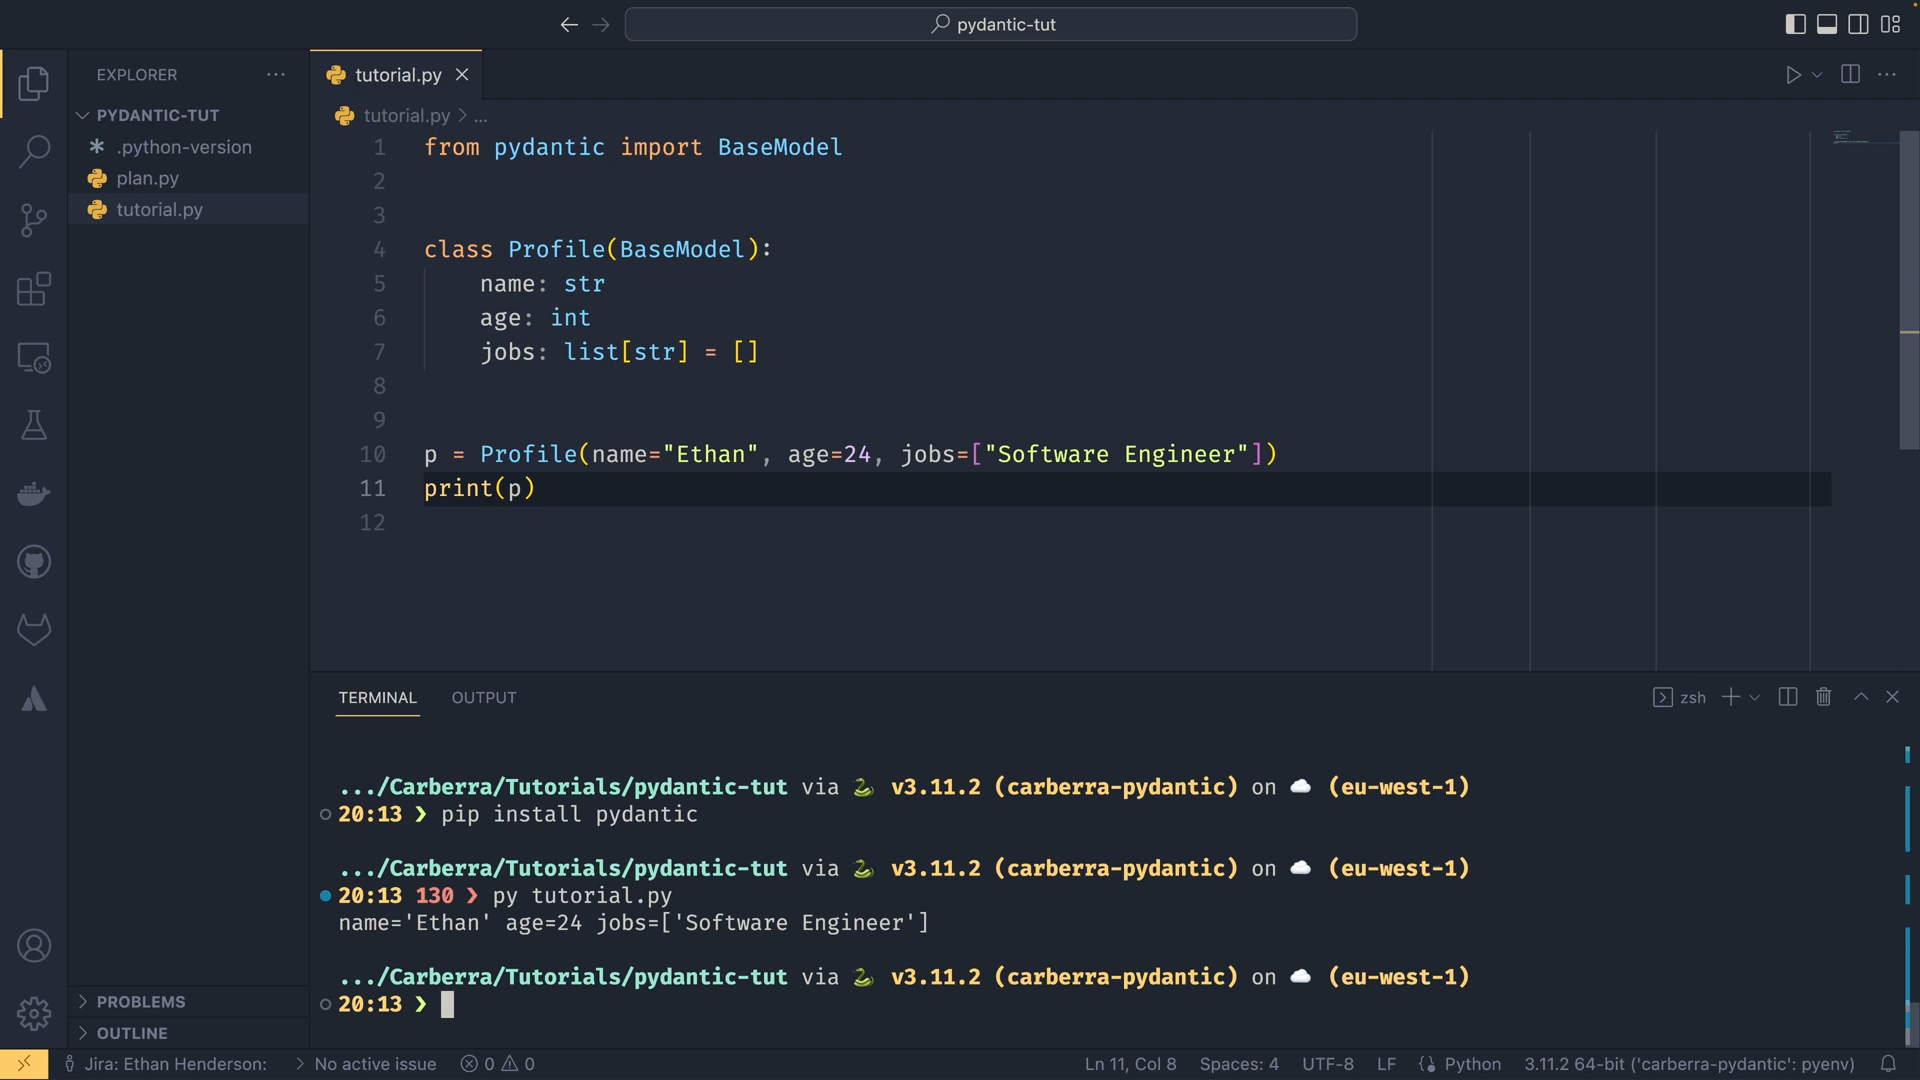 pydantic-tut
EXPLORER
PYDANTIC-TUT
.python-version
plan.py
tutorial.py
PROBLEMS
OUTLINE
tutorial.py
tutorial.py > ...
1 from pydantic import BaseModel
2
3
4 class Profile(BaseModel):
5 name: str
6 age: int
7 jobs: list[str] = []
8
9
10 p = Profile(name="Ethan", age=24, jobs=["Software Engineer"])
11 print(p)
12
TERMINAL OUTPUT
zsh
.../Carberra/Tutorials/pydantic-tut via 🐍 v3.11.2 (carberra-pydantic) on ☁️ (eu-west-1)
20:13 ❯ pip install pydantic
.../Carberra/Tutorials/pydantic-tut via 🐍 v3.11.2 (carberra-pydantic) on ☁️ (eu-west-1)
20:13 130 ❯ py tutorial.py
name='Ethan' age=24 jobs=['Software Engineer']
.../Carberra/Tutorials/pydantic-tut via 🐍 v3.11.2 (carberra-pydantic) on ☁️ (eu-west-1)
20:13 ❯
Jira: Ethan Henderson: > No active issue 0 0 Ln 11, Col 8 Spaces: 4 UTF-8 LF Python 3.11.2 64-bit ('carberra-pydantic': pyenv)